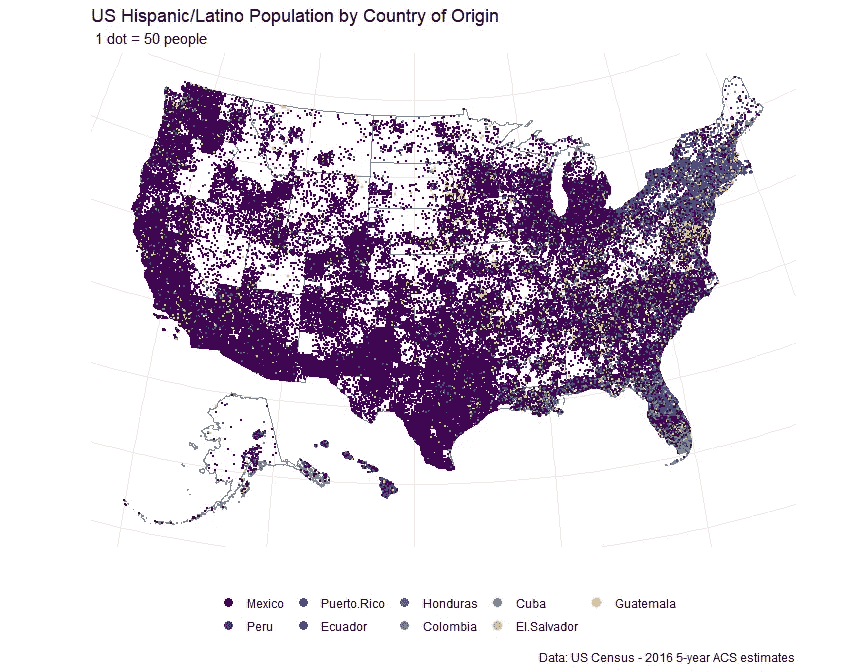 US Hispanic/Latino Population by Country of Origin
1 dot = 50 people
Mexico Puerto.Rico Honduras Cuba Guatemala
Peru Ecuador Colombia El.Salvador
Data: US Census - 2016 5-year ACS estimates